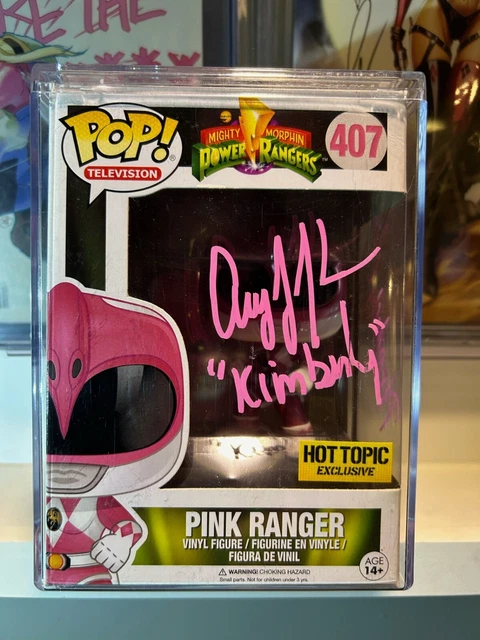 POP!
TELEVISION
MIGHTY MORPHIN
POWER RANGERS
407
"Kimberly"
HOT TOPIC
EXCLUSIVE
PINK RANGER
VINYL FIGURE / FIGURINE EN VINYLE /
FIGURA DE VINIL
WARNING: CHOKING HAZARD
Small parts. Not for children under 3 yrs.
AGE
14+